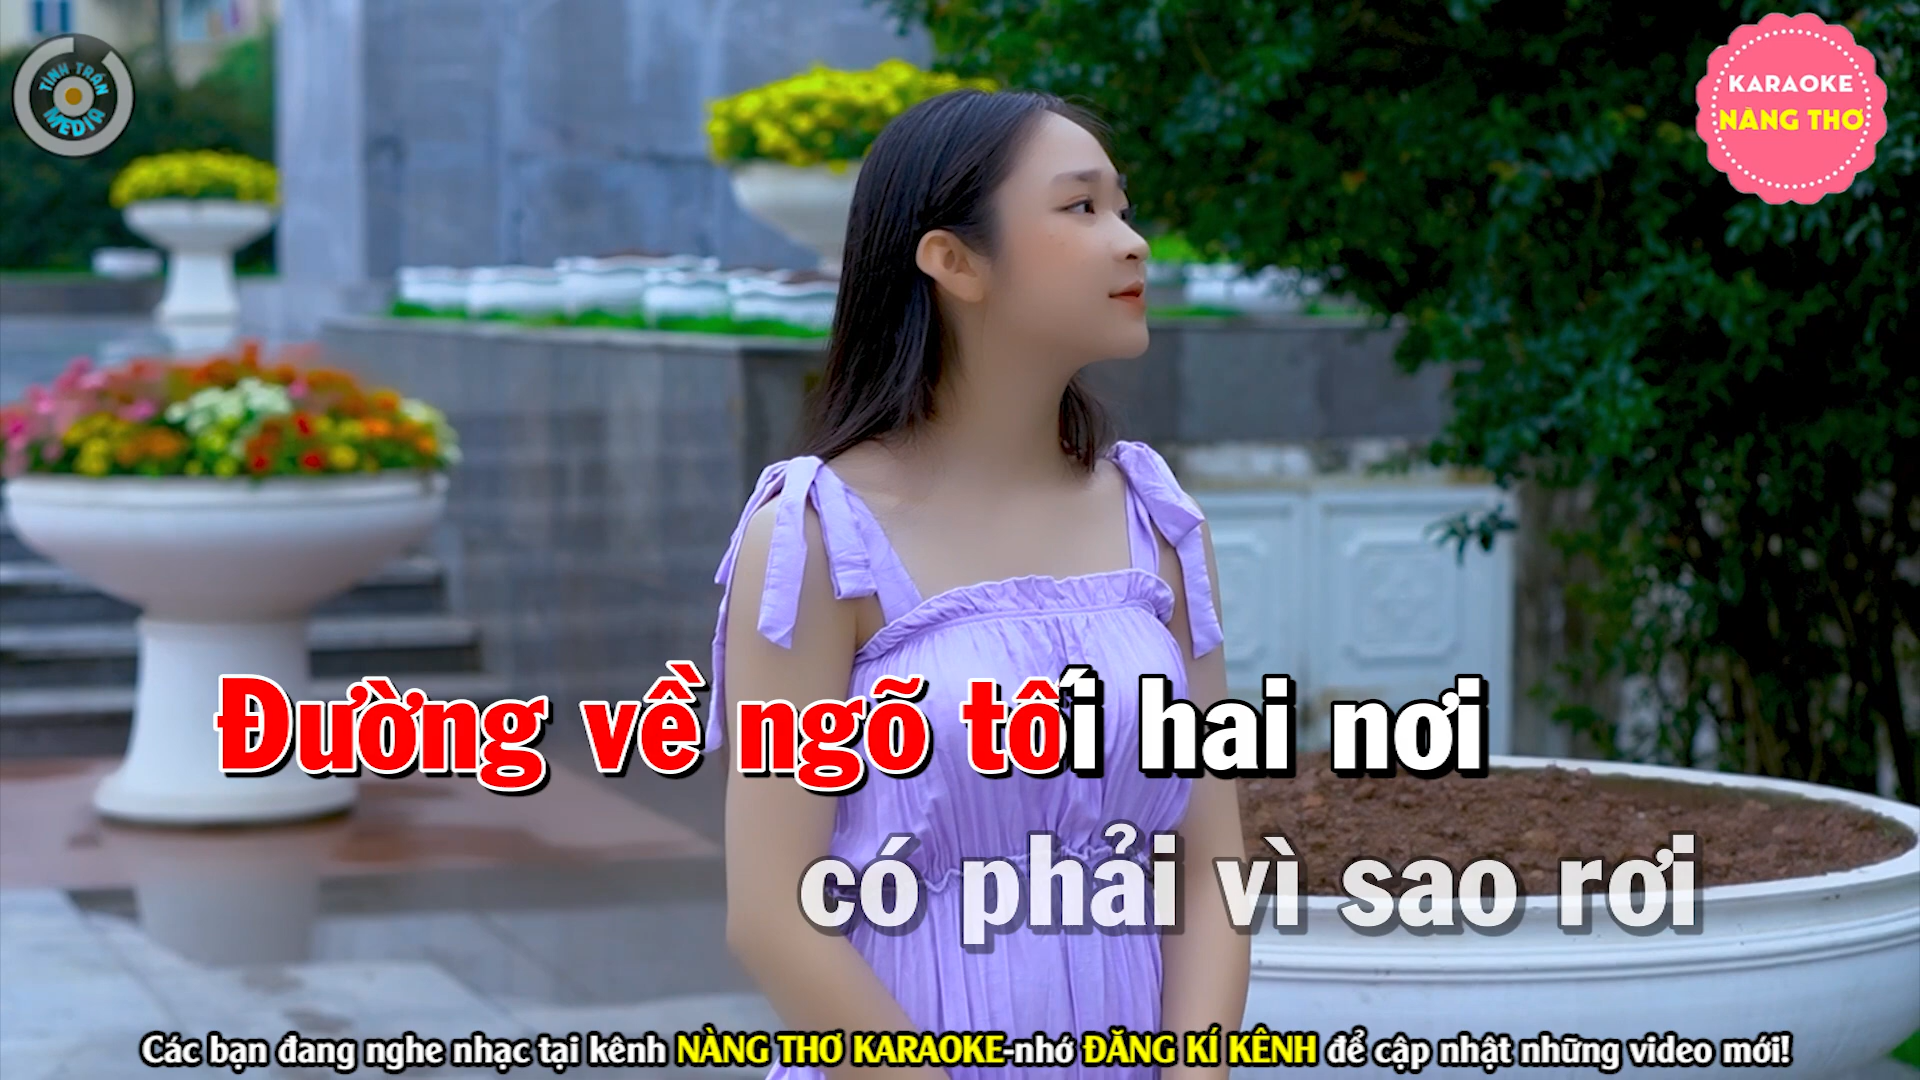 TÌNH TRẦN
MEDIA
KARAOKE
NÀNG THƠ
Đường về ngõ tối hai nơi
có phải vì sao rơi
Các bạn đang nghe nhạc tại kênh NÀNG THƠ KARAOKE-nhớ ĐĂNG KÍ KÊNH để cập nhật những video mới!